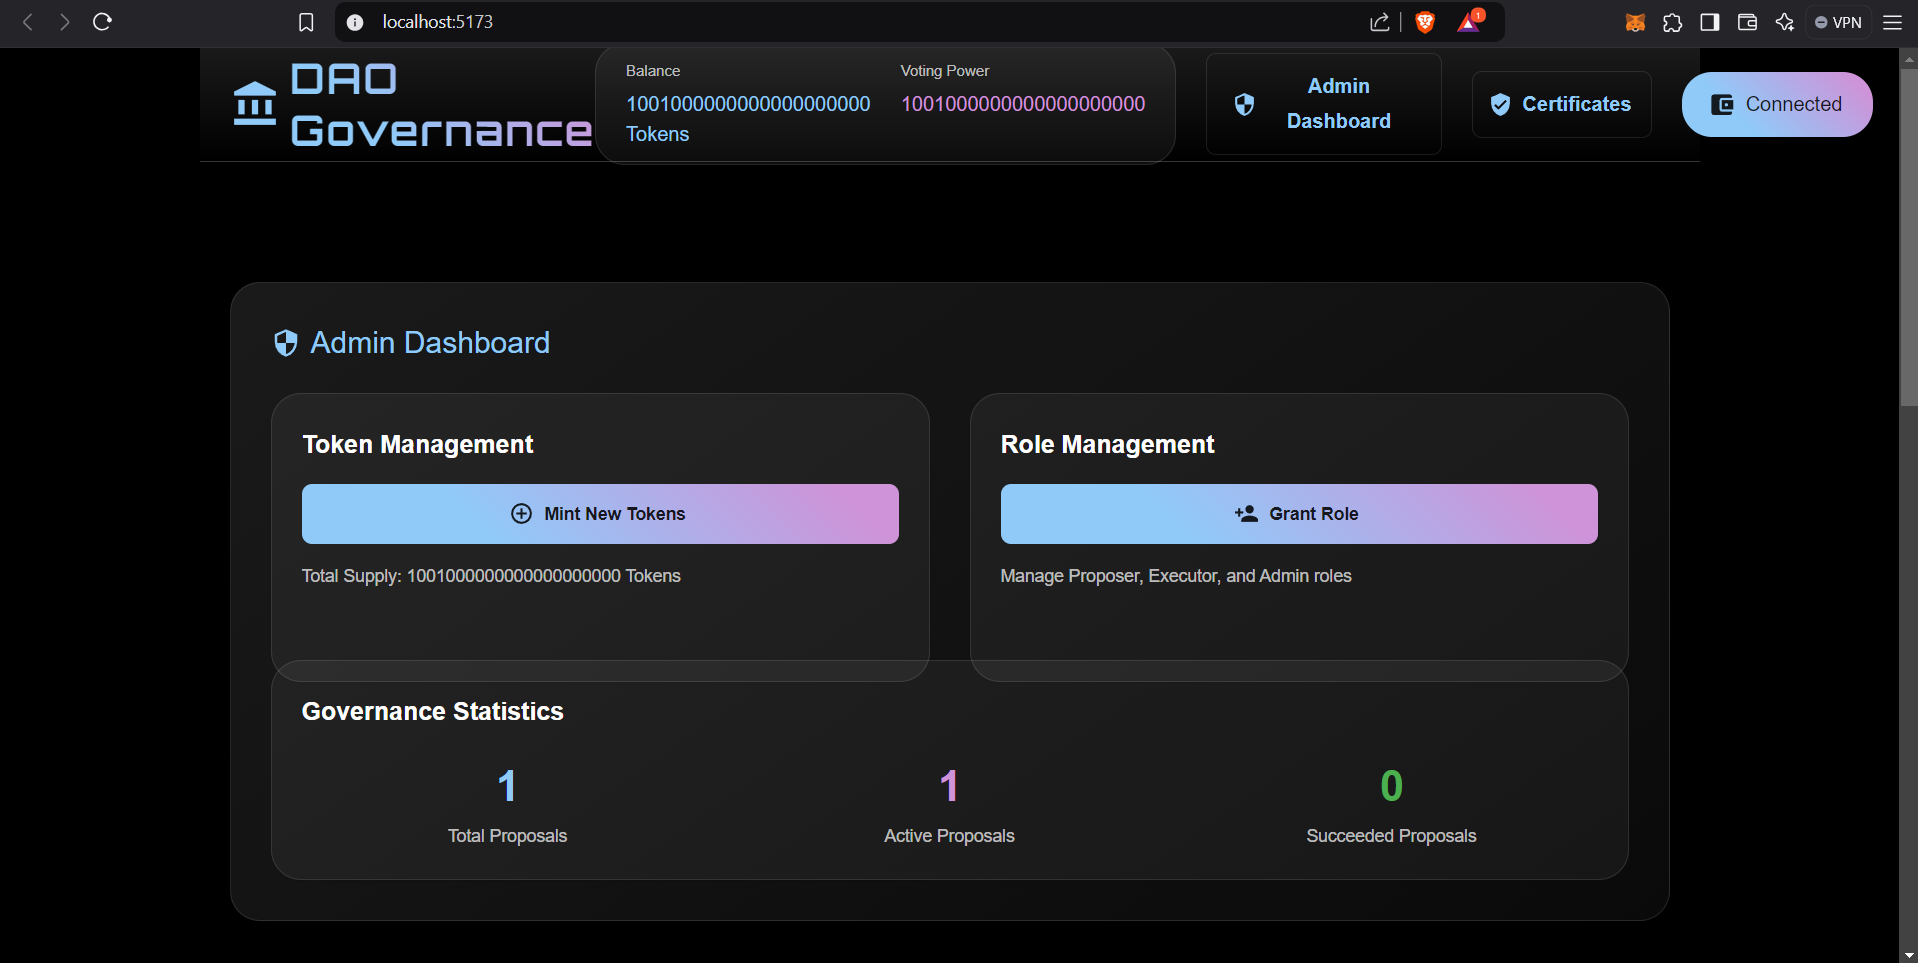 localhost:5173
1
VPN
DAO
Governance
Balance
1001000000000000000000
Tokens
Voting Power
1001000000000000000000
Admin
Dashboard
Certificates
Connected
Admin Dashboard
Token Management
Mint New Tokens
Total Supply: 1001000000000000000000 Tokens
Role Management
Grant Role
Manage Proposer, Executor, and Admin roles
Governance Statistics
1
Total Proposals
1
Active Proposals
0
Succeeded Proposals